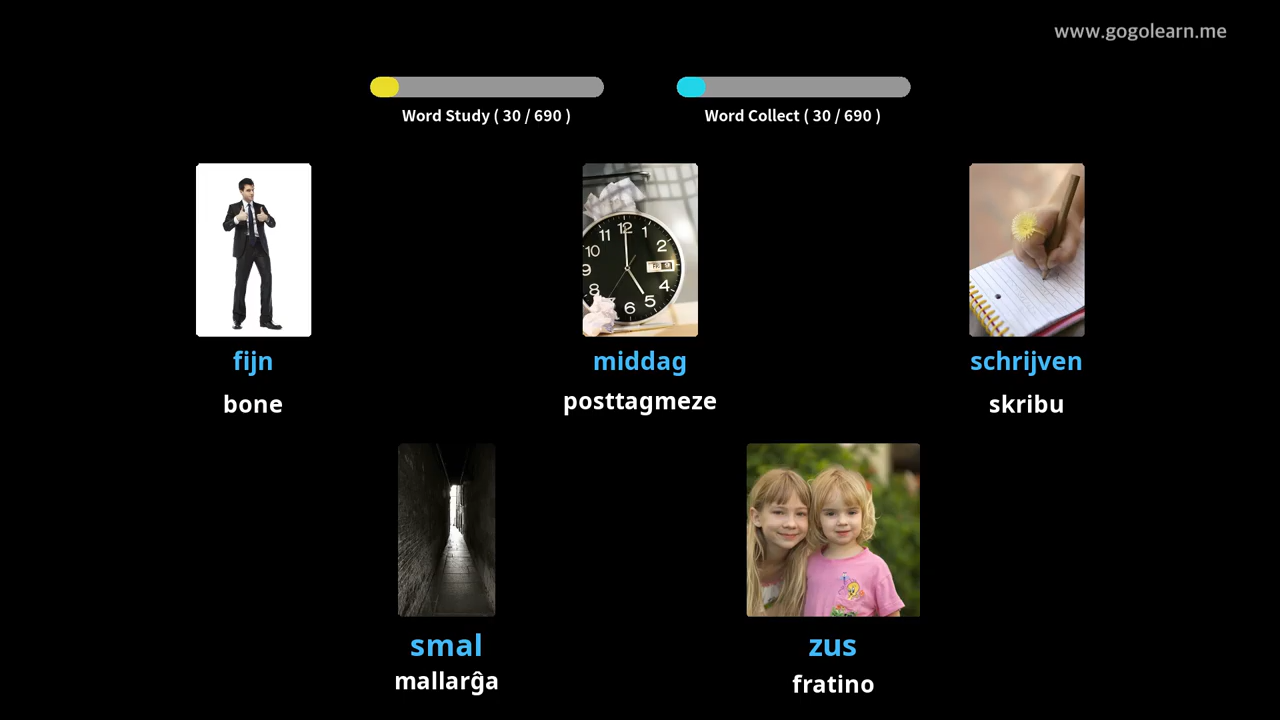 www.gogolearn.me
Word Study ( 30 / 690 )
Word Collect ( 30 / 690 )
fijn
bone
middag
posttagmeze
schrijven
skribu
smal
mallarĝa
zus
fratino